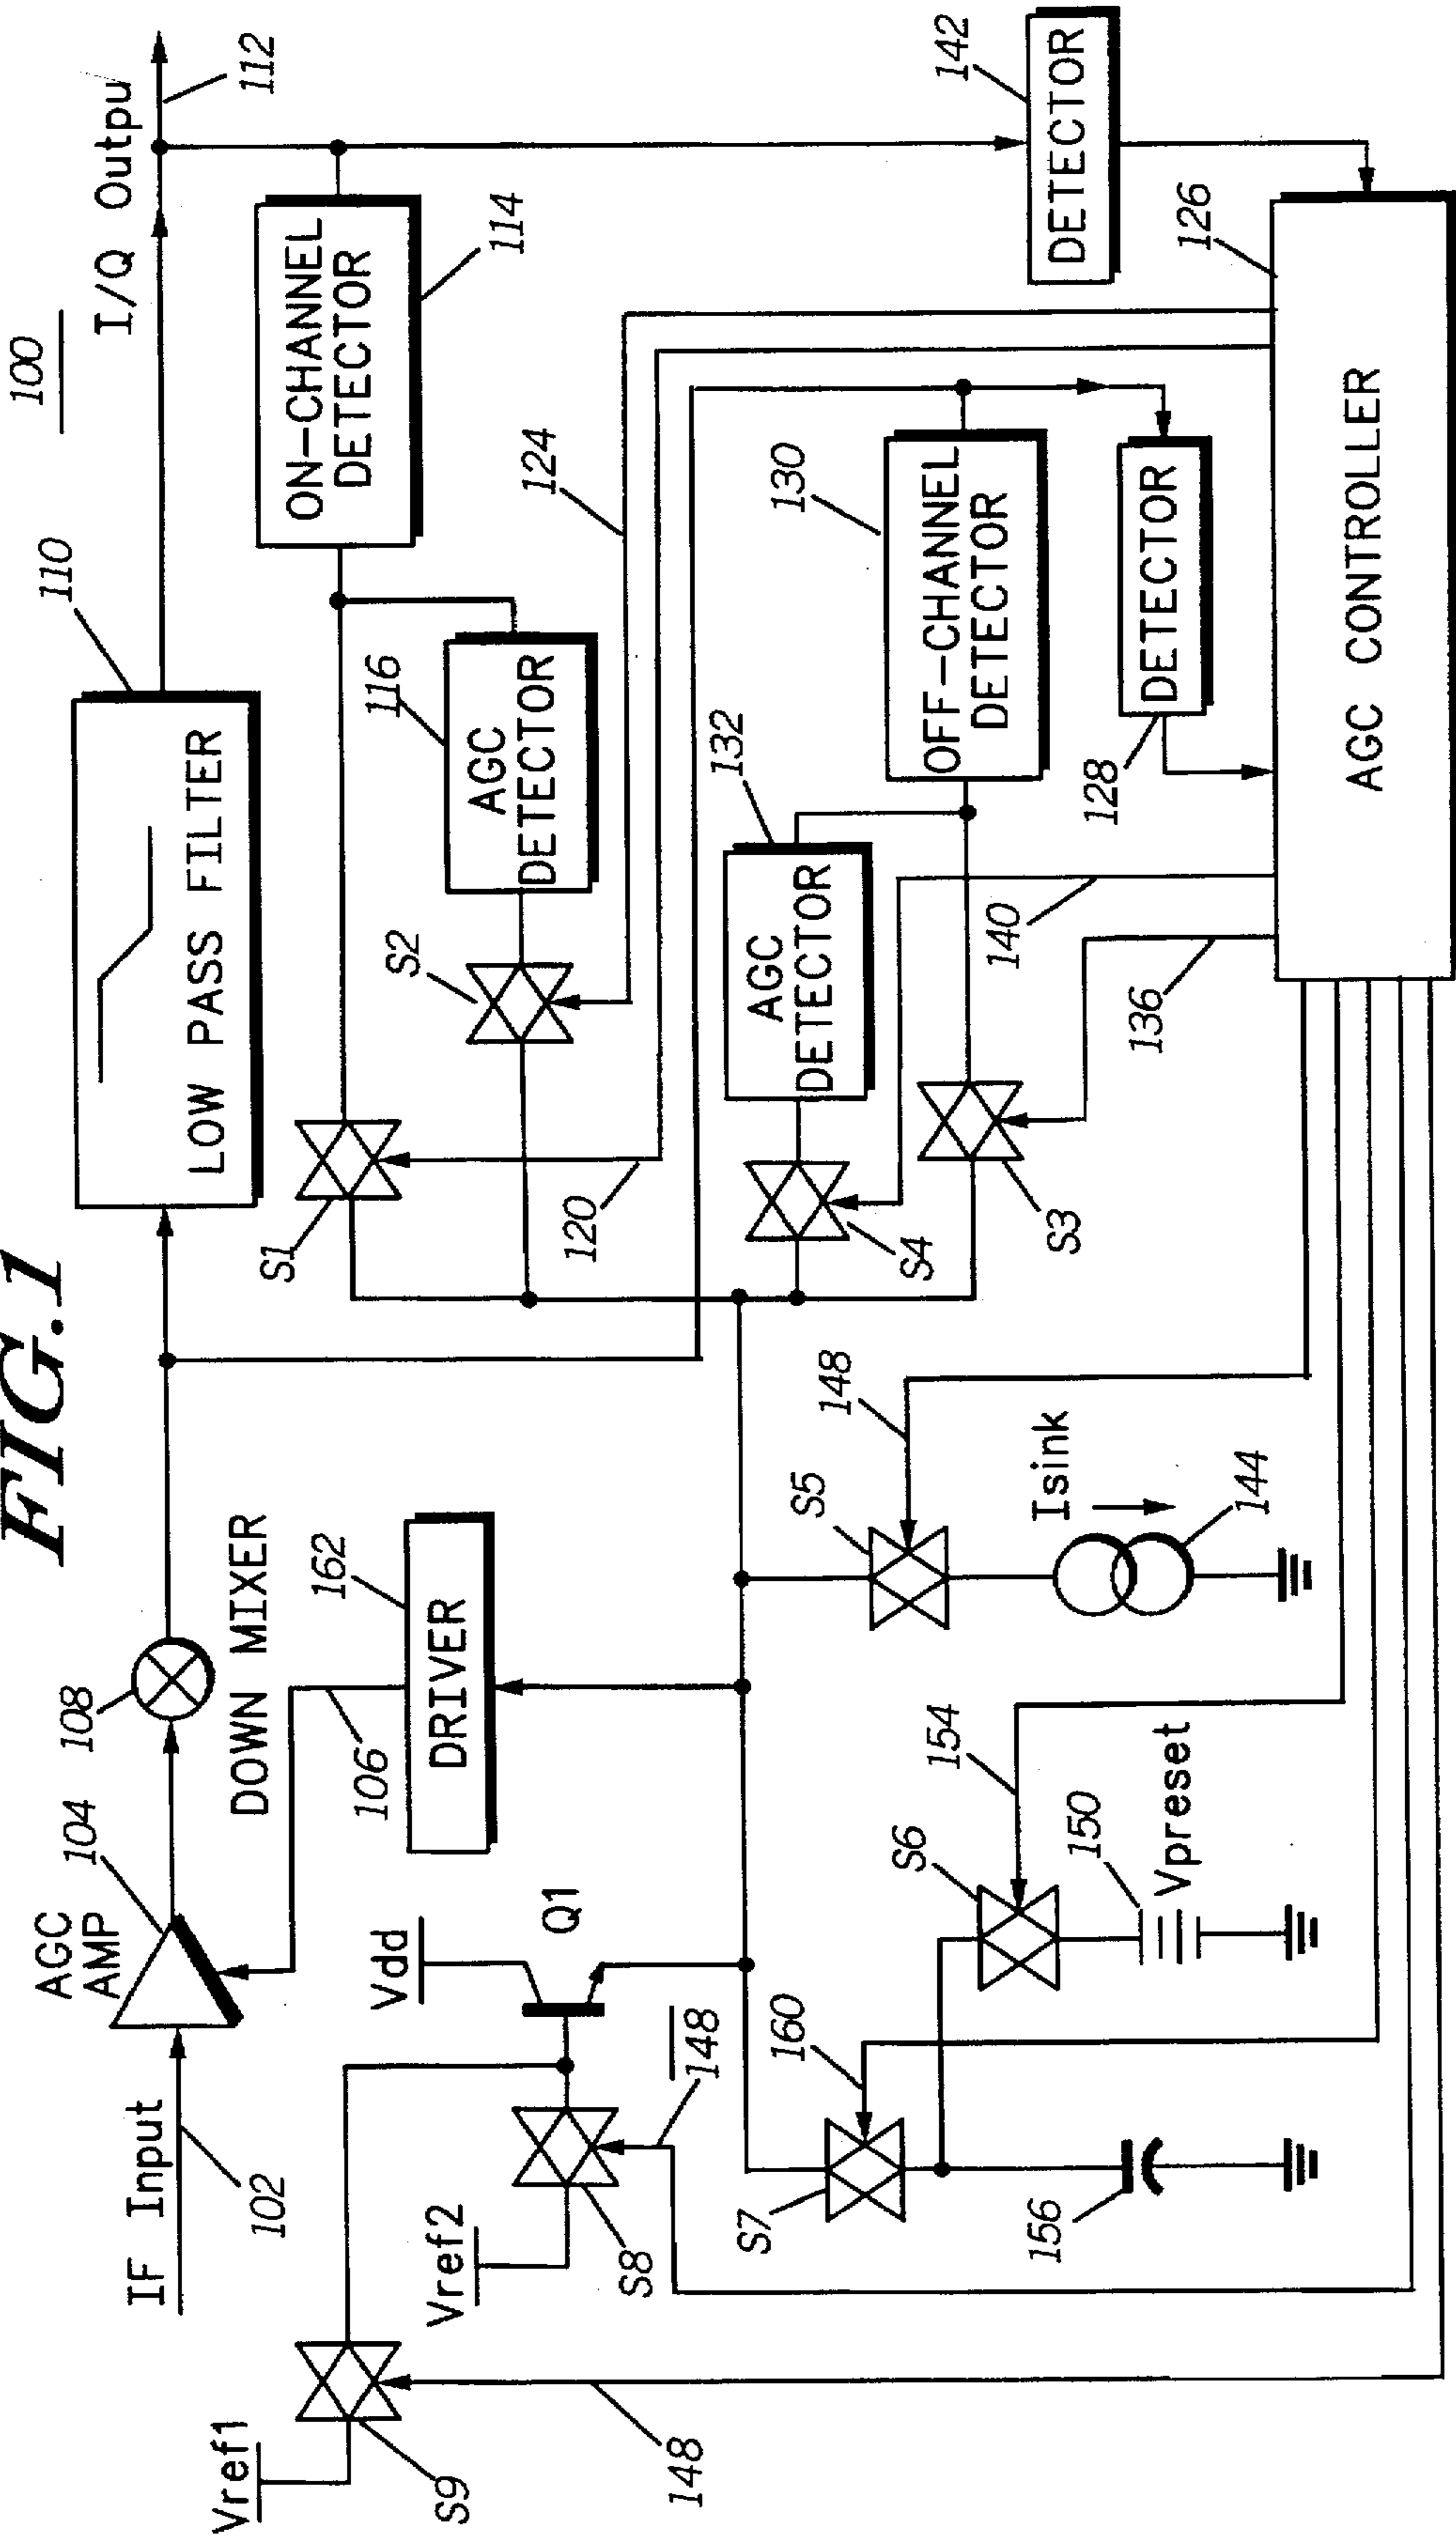 FIG.1
100
IF Input
102
AGC
AMP
104
108
DOWN MIXER
110
LOW PASS FILTER
I/Q Outpu
112
ON-CHANNEL
DETECTOR
114
116
AGC
DETECTOR
S1
S2
120
124
106
162
DRIVER
Vref1
S9
148
Vref2
S8
148
Vdd
Q1
132
AGC
DETECTOR
S4
130
OFF-CHANNEL
DETECTOR
S3
140
136
128
DETECTOR
142
DETECTOR
126
AGC CONTROLLER
S5
148
Isink
144
S6
154
150
Vpreset
S7
160
156